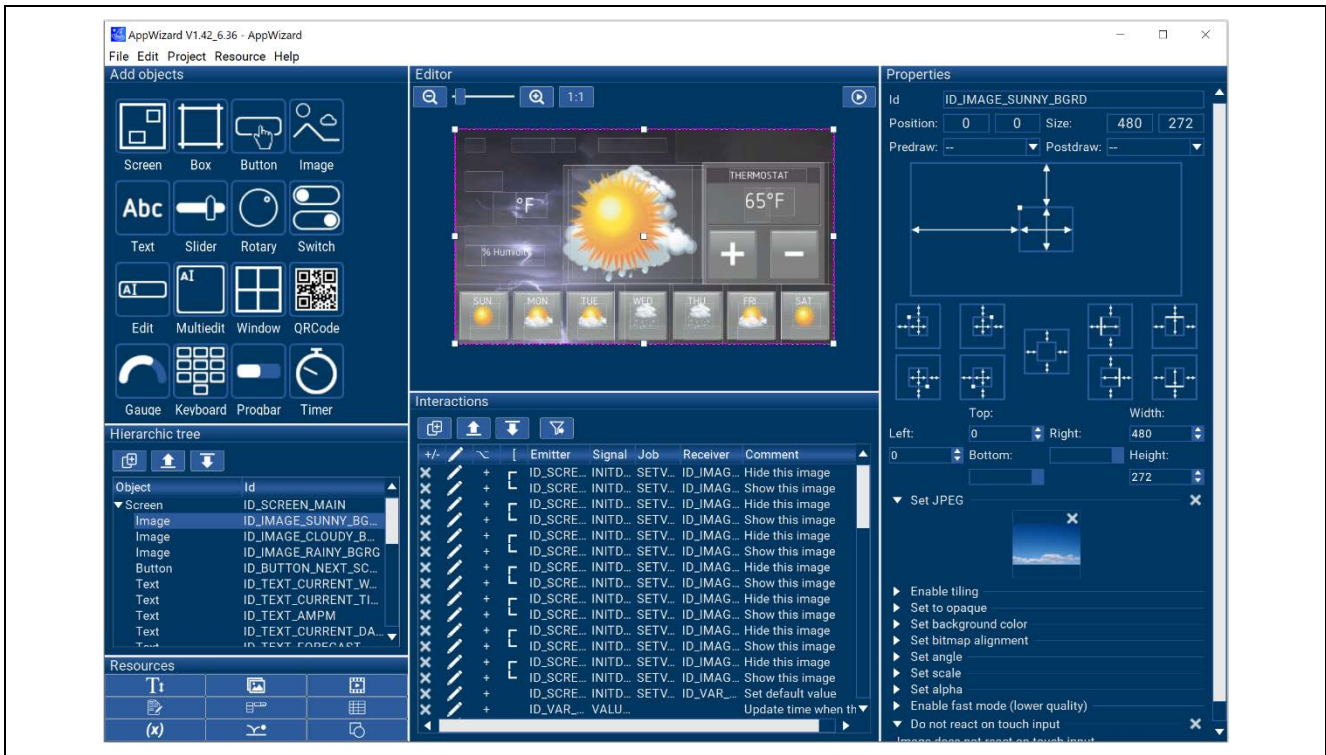 AppWizard V1.42_6.36 - AppWizard
File Edit Project Resource Help
Add objects
Screen Box Button Image
Abc
Text Slider Rotary Switch
AI AI
Edit Multiedit Window QRCode
Gauge Keyboard Progbar Timer
Hierarchic tree
Object Id
Screen ID_SCREEN_MAIN
Image ID_IMAGE_SUNNY_BG...
Image ID_IMAGE_CLOUDY_B...
Image ID_IMAGE_RAINY_BGRG
Button ID_BUTTON_NEXT_SC...
Text ID_TEXT_CURRENT_W...
Text ID_TEXT_CURRENT_TI...
Text ID_TEXT_AMPM
Text ID_TEXT_CURRENT_DA...
Text ID_TEXT_FORECAST
Resources
(x)
Editor
1:1
THERMOSTAT
65°F
°F
% Humidity
+ −
SUN MON TUE WED THU FRI SAT
Interactions
+/- [ Emitter Signal Job Receiver Comment
+ ID_SCRE... INITD... SETV... ID_IMAG... Hide this image
+ ID_SCRE... INITD... SETV... ID_IMAG... Show this image
+ ID_SCRE... INITD... SETV... ID_IMAG... Hide this image
+ ID_SCRE... INITD... SETV... ID_IMAG... Show this image
+ ID_SCRE... INITD... SETV... ID_IMAG... Hide this image
+ ID_SCRE... INITD... SETV... ID_IMAG... Show this image
+ ID_SCRE... INITD... SETV... ID_IMAG... Hide this image
+ ID_SCRE... INITD... SETV... ID_IMAG... Show this image
+ ID_SCRE... INITD... SETV... ID_IMAG... Hide this image
+ ID_SCRE... INITD... SETV... ID_IMAG... Show this image
+ ID_SCRE... INITD... SETV... ID_IMAG... Hide this image
+ ID_SCRE... INITD... SETV... ID_IMAG... Show this image
+ ID_SCRE... INITD... SETV... ID_IMAG... Hide this image
+ ID_SCRE... INITD... SETV... ID_IMAG... Show this image
+ ID_SCRE... INITD... SETV... ID_VAR_... Set default value
+ ID_VAR_... VALU... Update time when th
Properties
Id ID_IMAGE_SUNNY_BGRD
Position: 0 0 Size: 480 272
Predraw: -- Postdraw: --
Top: Width:
Left: 0 Right: 480
0 Bottom: Height:
272
Set JPEG
Enable tiling
Set to opaque
Set background color
Set bitmap alignment
Set angle
Set scale
Set alpha
Enable fast mode (lower quality)
Do not react on touch input
Image does not react on touch input